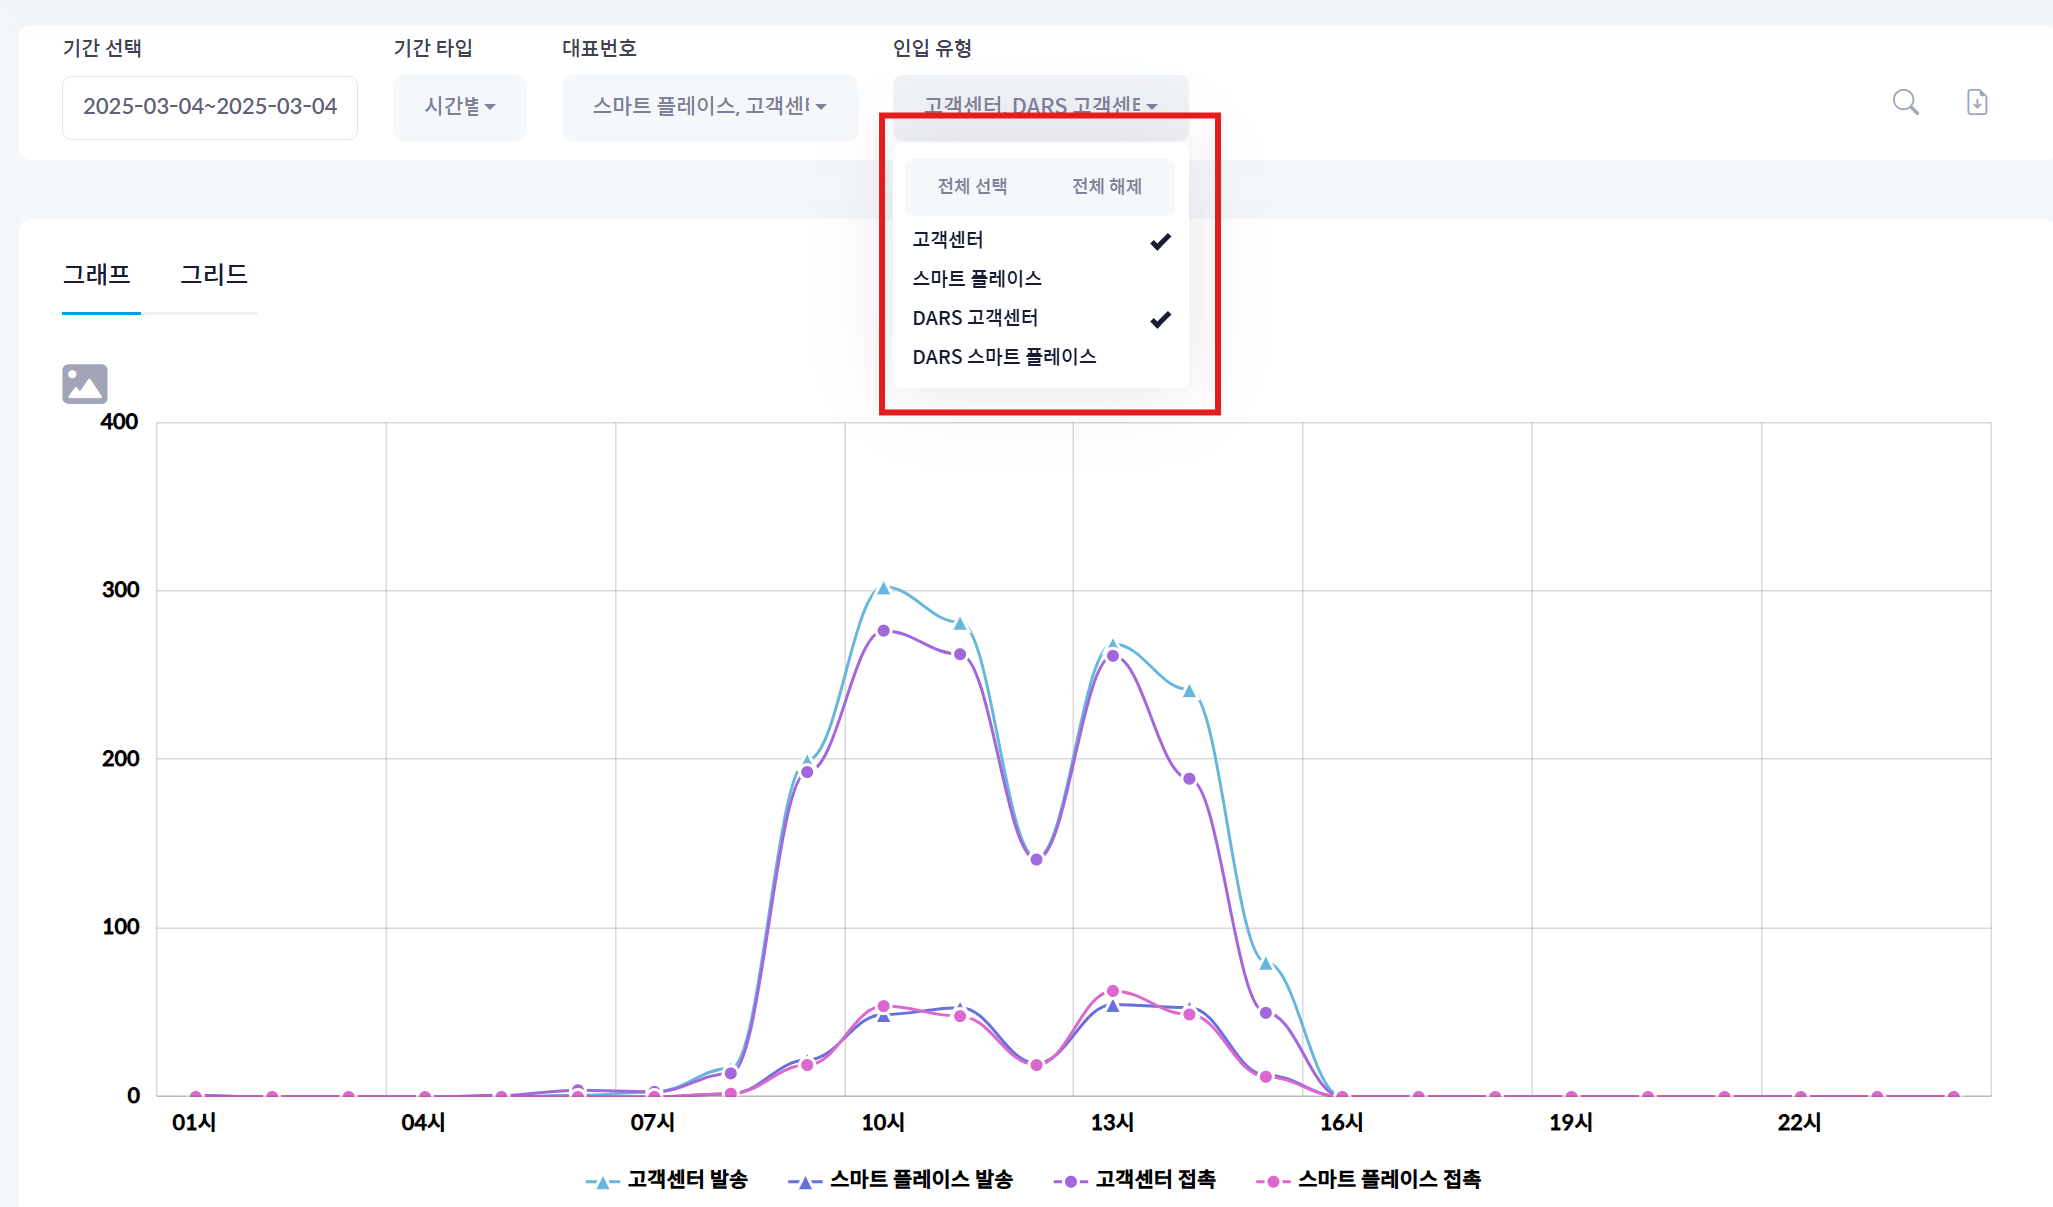 기간 선택
기간 타입
대표번호
인입 유형
2025-03-04~2025-03-04
시간별
스마트 플레이스, 고객센터
고객센터, DARS 고객센터
전체 선택
전체 해제
고객센터
스마트 플레이스
DARS 고객센터
DARS 스마트 플레이스
그래프
그리드
400
300
200
100
0
01시
04시
07시
10시
13시
16시
19시
22시
고객센터 발송
스마트 플레이스 발송
고객센터 접촉
스마트 플레이스 접촉